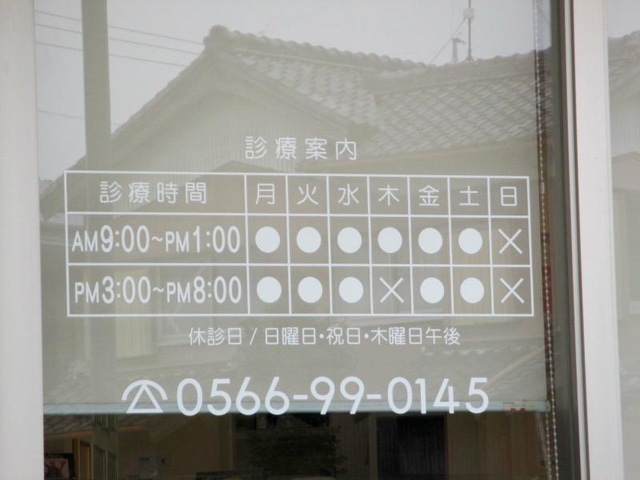 診療案内
診療時間 月 火 水 木 金 土 日
AM9:00~PM1:00 ● ● ● ● ● ● ×
PM3:00~PM8:00 ● ● ● × ● ● ×
休診日/日曜日・祝日・木曜日午後
0566-99-0145